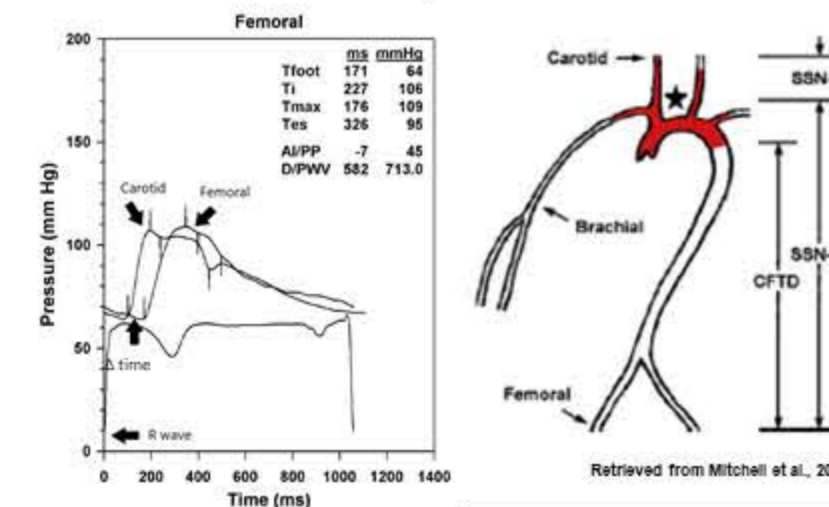 Femoral
200
150
100
50
0
Pressure (mm Hg)
ms mmHg
Tfoot 171 64
Ti 227 106
Tmax 176 109
Tes 326 95
AI/PP -7 45
D/PWV 582 713.0
Carotid
Femoral
Δ time
R wave
0 200 400 600 800 1000 1200 1400
Time (ms)
Carotid
SSN-
Brachial
SSN-
CFTD
Femoral
Retrieved from Mitchell et al., 20